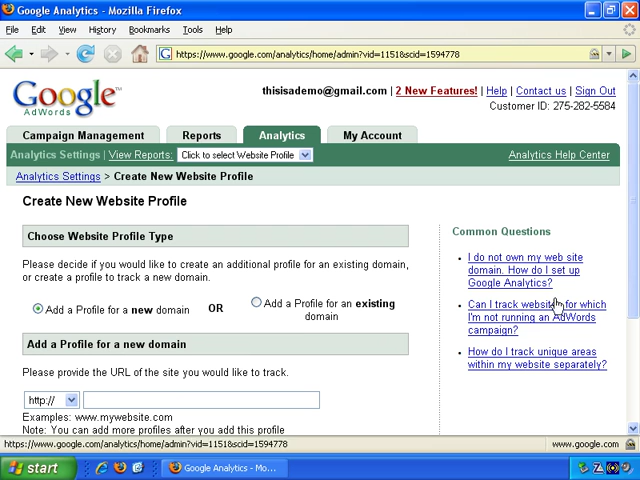 Google Analytics - Mozilla Firefox
File Edit View History Bookmarks Tools Help
https://www.google.com/analytics/home/admin?vid=1151&scid=1594778
Google™
AdWords
thisisademo@gmail.com | 2 New Features! | Help | Contact us | Sign Out
Customer ID: 275-282-5584
Campaign Management Reports Analytics My Account
Analytics Settings | View Reports: Click to select Website Profile Analytics Help Center
Analytics Settings > Create New Website Profile
Create New Website Profile
Choose Website Profile Type
Please decide if you would like to create an additional profile for an existing domain,
or create a profile to track a new domain.
Add a Profile for a new domain OR Add a Profile for an existing
domain
Add a Profile for a new domain
Please provide the URL of the site you would like to track.
http://
Examples: www.mywebsite.com
Note: You can add more profiles after you add this profile
Common Questions
I do not own my web site
domain. How do I set up
Google Analytics?
Can I track websites for which
I'm not running an AdWords
campaign?
How do I track unique areas
within my website separately?
https://www.google.com/analytics/home/admin?vid=1151&scid=1594778 www.google.com
start Google Analytics - Mo...